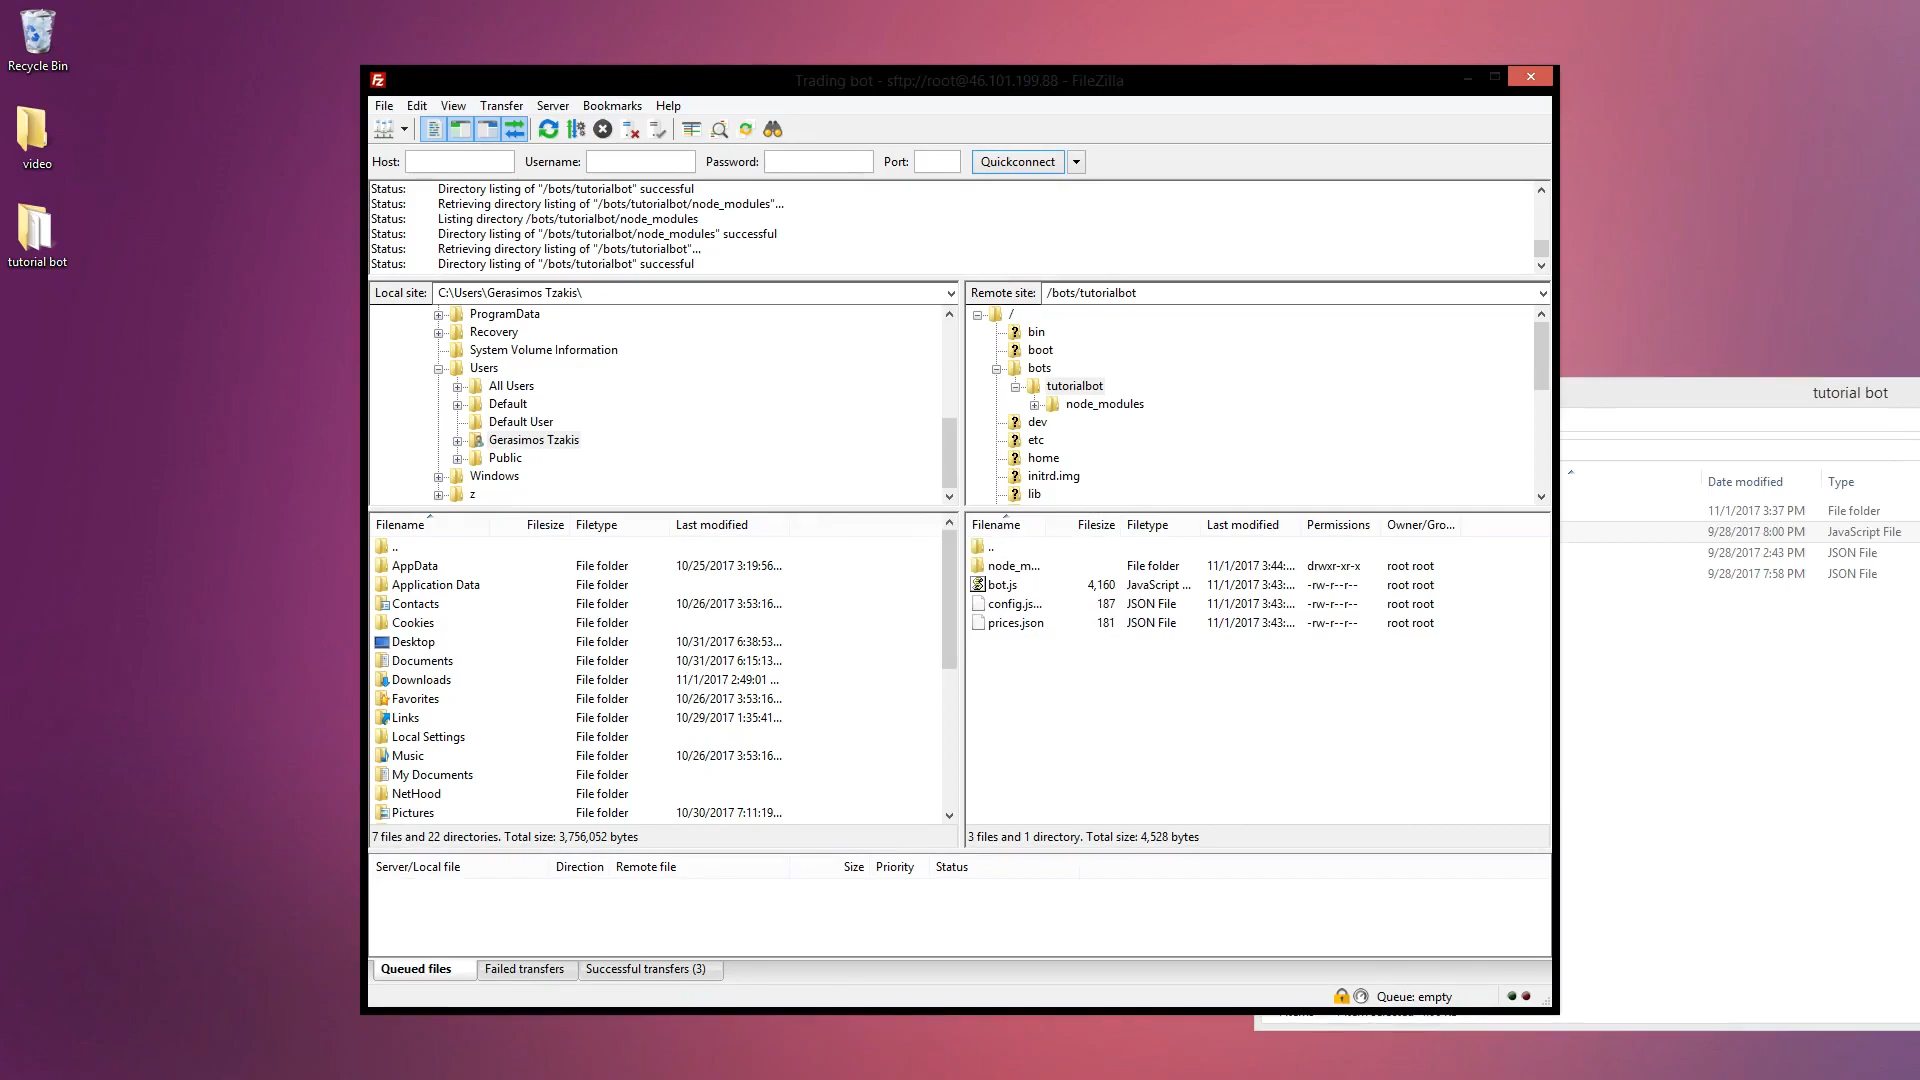 Recycle Bin
video
tutorial bot
Trading bot - sftp://root@46.101.199.88 - FileZilla
File Edit View Transfer Server Bookmarks Help
Host: Username: Password: Port: Quickconnect
Status: Directory listing of "/bots/tutorialbot" successful
Status: Retrieving directory listing of "/bots/tutorialbot/node_modules"...
Status: Listing directory /bots/tutorialbot/node_modules
Status: Directory listing of "/bots/tutorialbot/node_modules" successful
Status: Retrieving directory listing of "/bots/tutorialbot"...
Status: Directory listing of "/bots/tutorialbot" successful
Local site: C:\Users\Gerasimos Tzakis\
ProgramData
Recovery
System Volume Information
Users
All Users
Default
Default User
Gerasimos Tzakis
Public
Windows
z
Remote site: /bots/tutorialbot
/
bin
boot
bots
tutorialbot
node_modules
dev
etc
home
initrd.img
lib
Filename Filesize Filetype Last modified
..
AppData File folder 10/25/2017 3:19:56...
Application Data File folder
Contacts File folder 10/26/2017 3:53:16...
Cookies File folder
Desktop File folder 10/31/2017 6:38:53...
Documents File folder 10/31/2017 6:15:13...
Downloads File folder 11/1/2017 2:49:01 ...
Favorites File folder 10/26/2017 3:53:16...
Links File folder 10/29/2017 1:35:41...
Local Settings File folder
Music File folder 10/26/2017 3:53:16...
My Documents File folder
NetHood File folder
Pictures File folder 10/30/2017 7:11:19...
7 files and 22 directories. Total size: 3,756,052 bytes
Filename Filesize Filetype Last modified Permissions Owner/Gro...
..
node_m... File folder 11/1/2017 3:44:... drwxr-xr-x root root
bot.js 4,160 JavaScript ... 11/1/2017 3:43:... -rw-r--r-- root root
config.js... 187 JSON File 11/1/2017 3:43:... -rw-r--r-- root root
prices.json 181 JSON File 11/1/2017 3:43:... -rw-r--r-- root root
3 files and 1 directory. Total size: 4,528 bytes
Server/Local file Direction Remote file Size Priority Status
Queued files Failed transfers Successful transfers (3)
Queue: empty
tutorial bot
Date modified Type
11/1/2017 3:37 PM File folder
9/28/2017 8:00 PM JavaScript File
9/28/2017 2:43 PM JSON File
9/28/2017 7:58 PM JSON File